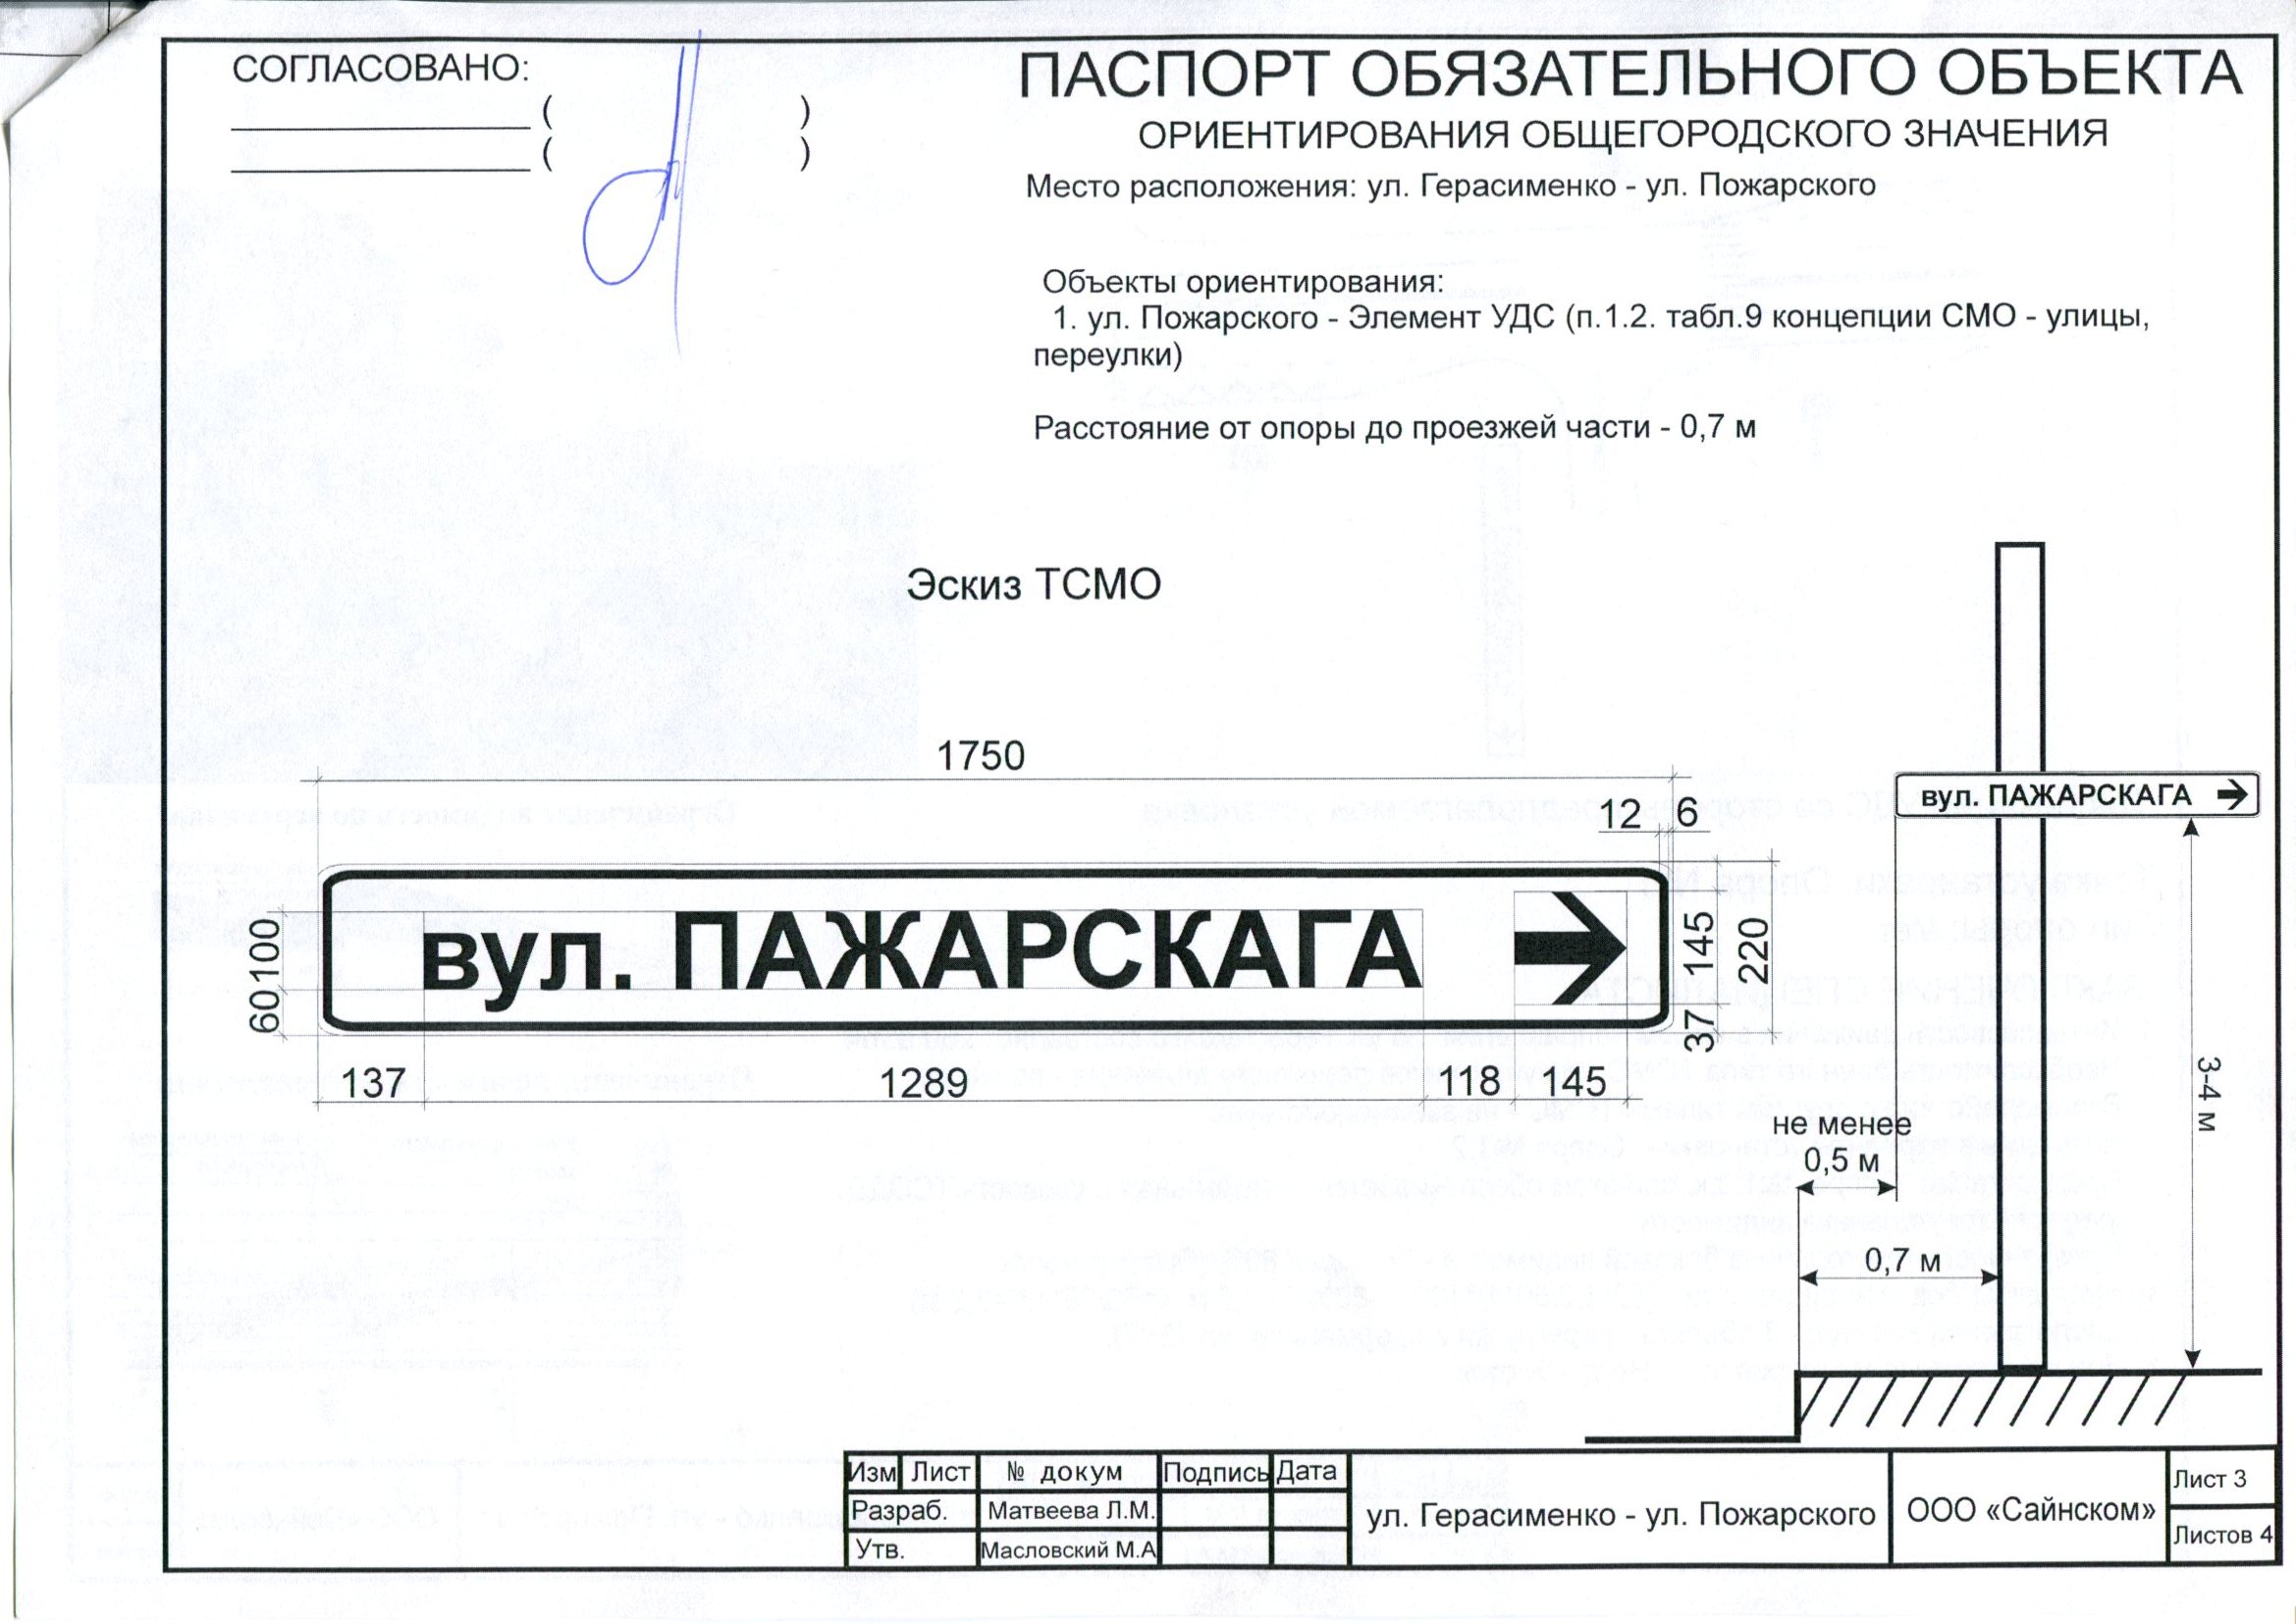 СОГЛАСОВАНО:
( )
( )
ПАСПОРТ ОБЯЗАТЕЛЬНОГО ОБЪЕКТА
ОРИЕНТИРОВАНИЯ ОБЩЕГОРОДСКОГО ЗНАЧЕНИЯ
Место расположения: ул. Герасименко - ул. Пожарского
Объекты ориентирования:
1. ул. Пожарского - Элемент УДС (п.1.2. табл.9 концепции СМО - улицы,
переулки)
Расстояние от опоры до проезжей части - 0,7 м
Эскиз ТСМО
1750
12 6
вул. ПАЖАРСКАГА
60 100
37 145
220
137 1289 118 145
вул. ПАЖАРСКАГА
3-4 м
не менее
0,5 м
0,7 м
Изм Лист № докум Подпись Дата
Разраб. Матвеева Л.М.
Утв. Масловский М.А
ул. Герасименко - ул. Пожарского
ООО «Сайнском»
Лист 3
Листов 4